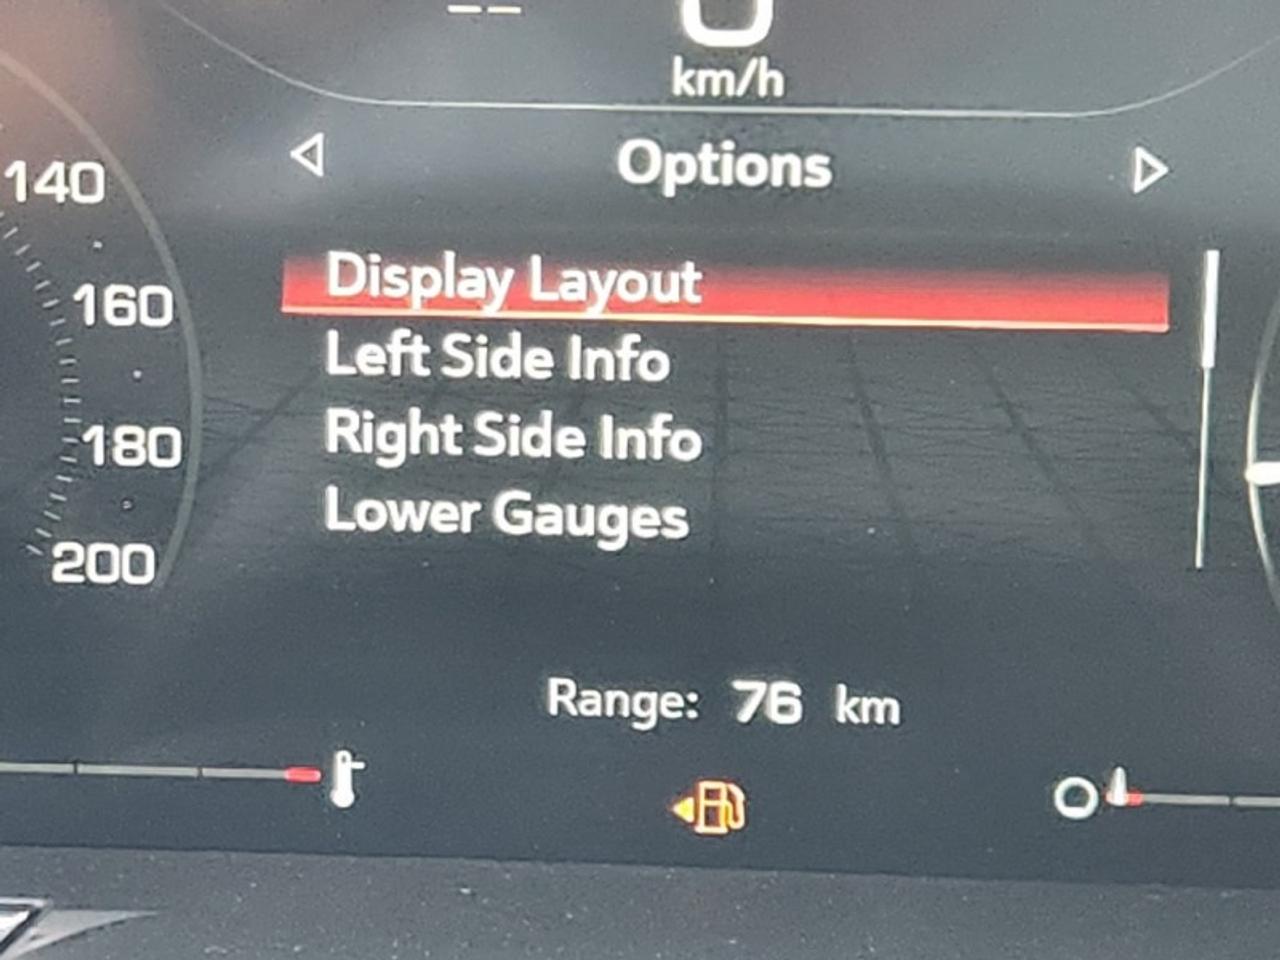 0
km/h
Options
140
160
180
200
Display Layout
Left Side Info
Right Side Info
Lower Gauges
Range: 76 km